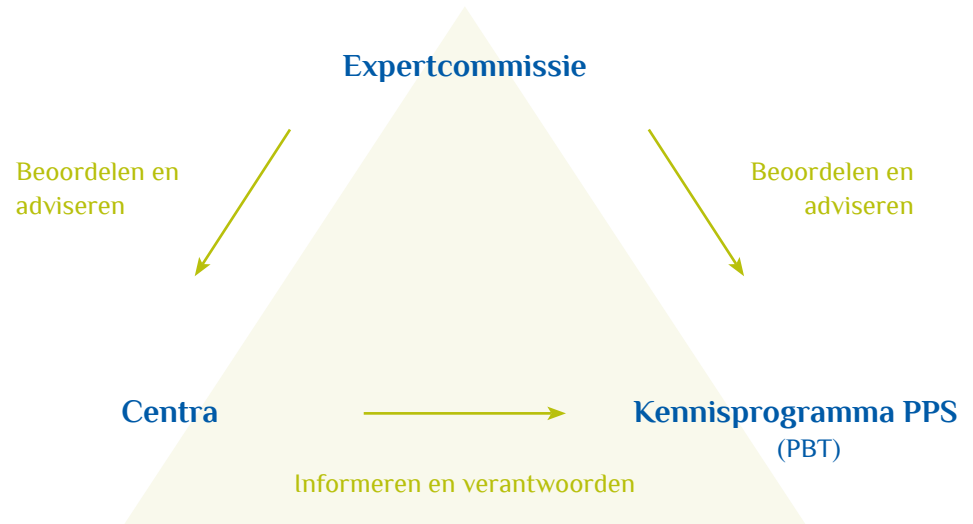 Expertcommissie
Beoordelen en
adviseren
Beoordelen en
adviseren
Centra
Kennisprogramma PPS
(PBT)
Informeren en verantwoorden